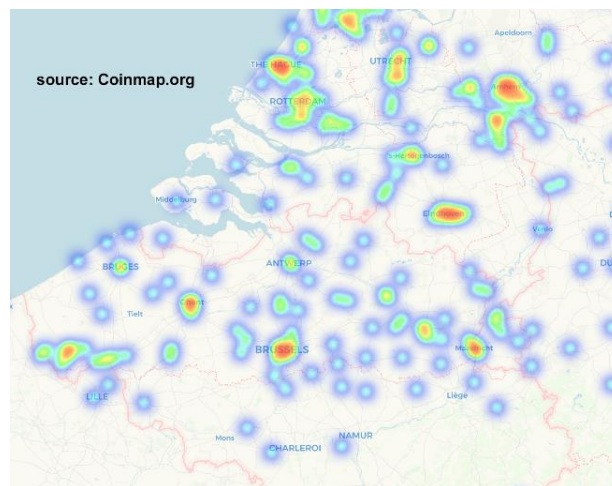 Apeldoorn
THE HAGUE
UTRECHT
source: Coinmap.org
ROTTERDAM
Middelburg
Eindhoven
Venlo
BRUGES
ANTWERP
DU
Tielt
Ghent
BRUSSELS
Maastricht
LILLE
Liège
Mons
NAMUR
CHARLEROI